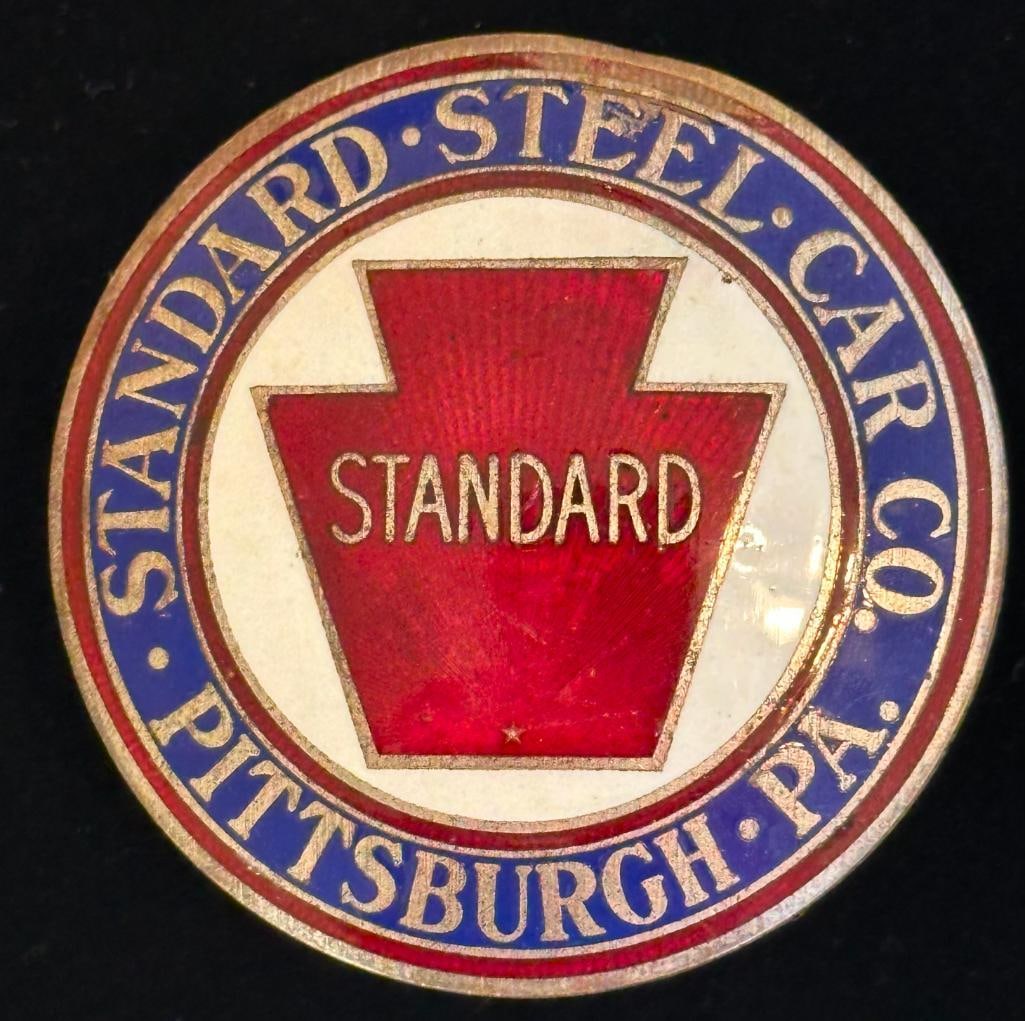 STANDARD · STEEL · CAR CO.
STANDARD
· PITTSBURGH · PA.